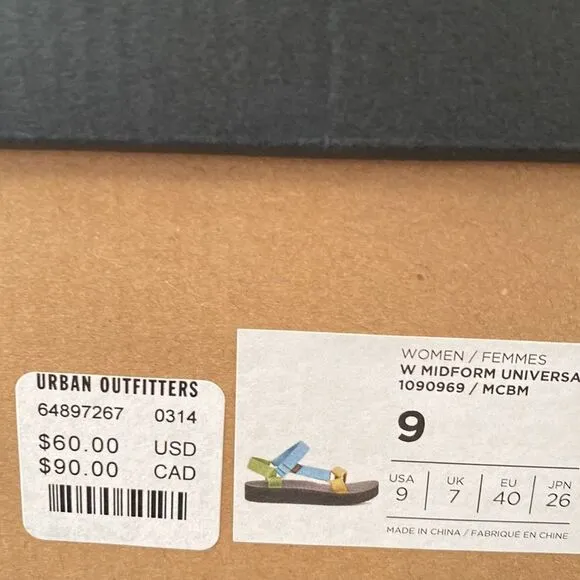 URBAN OUTFITTERS
64897267 0314
$60.00 USD
$90.00 CAD
WOMEN / FEMMES
W MIDFORM UNIVERSA
1090969 / MCBM
9
USA UK EU JPN
9 7 40 26
MADE IN CHINA / FABRIQUÉ EN CHINE